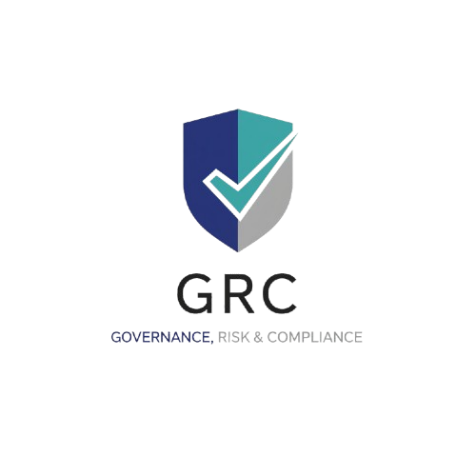 GRC
GOVERNANCE, RISK & COMPLIANCE